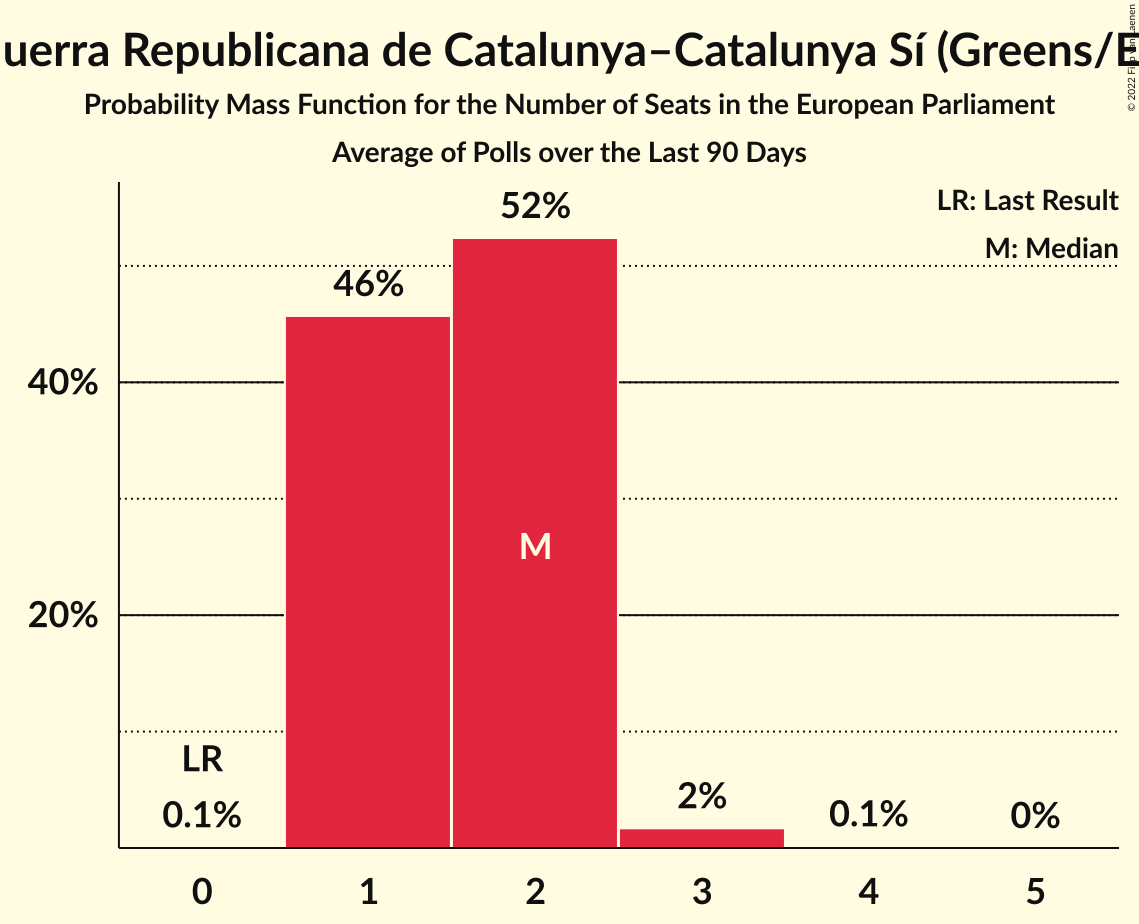 uerra Republicana de Catalunya–Catalunya Sí (Greens/E
Probability Mass Function for the Number of Seats in the European Parliament
Average of Polls over the Last 90 Days
LR: Last Result
M: Median
52%
46%
40%
M
20%
LR
0.1%
2%
0.1%
0%
0 1 2 3 4 5
© 2022